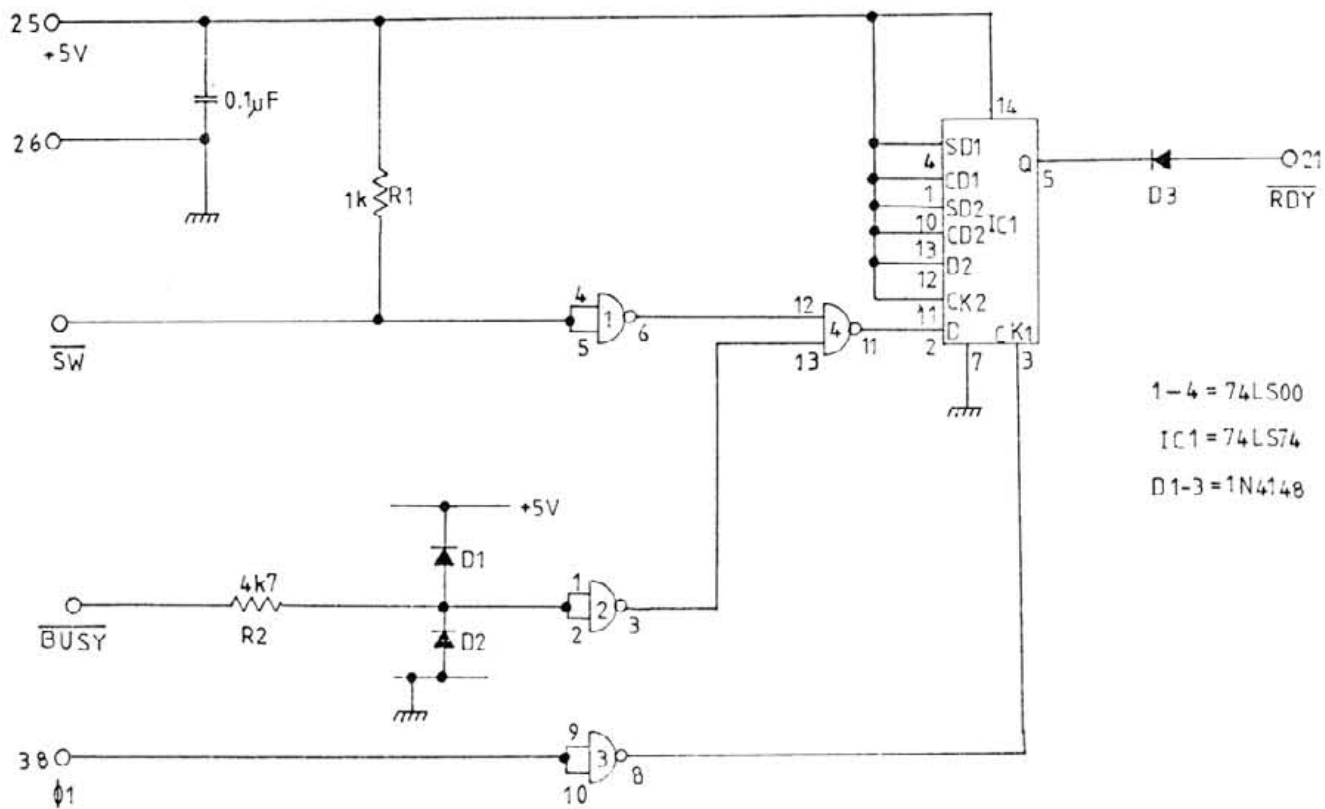 25
+5V
0.1µF
26
1k R1
14
SD1
4
CD1
1
SD2
10
IC1
CD2
13
D2
12
CK2
11
D
2
7
CK1
3
Q
5
D3
21
RDY
SW
4
5
1
6
12
13
4
11
1-4 = 74LS00
IC1 = 74LS74
D1-3 = 1N4148
+5V
D1
4k7
R2
BUSY
1
2
2
3
D2
38
ϕ1
9
10
3
8